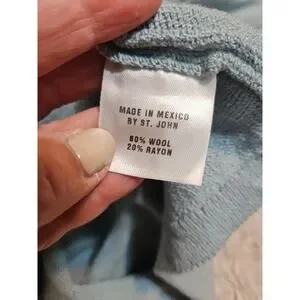 MADE IN MEXICO
BY ST. JOHN
80% WOOL
20% RAYON